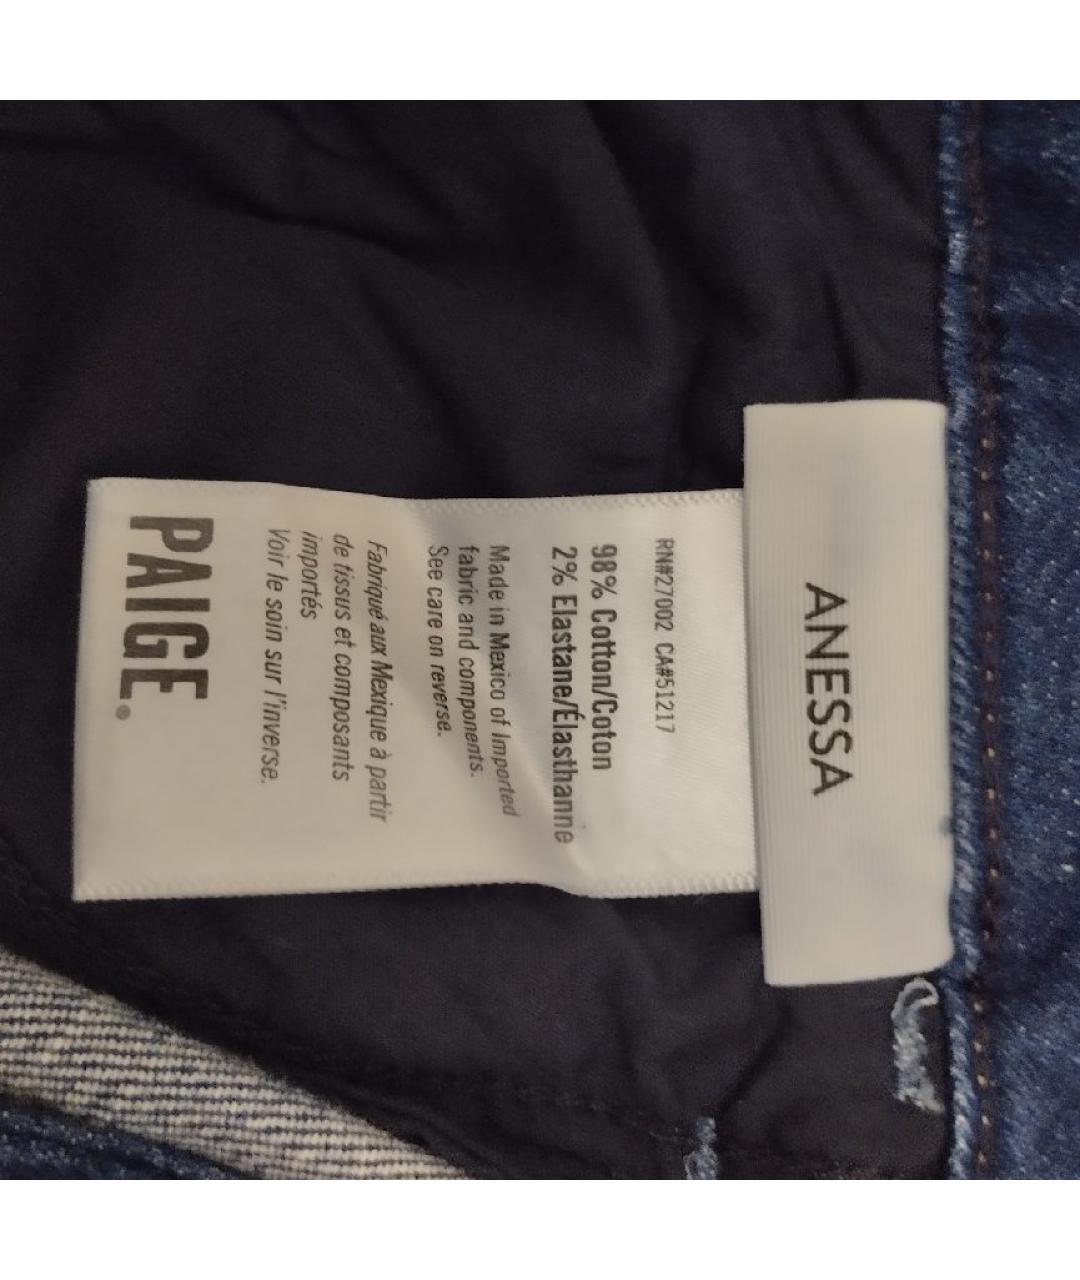 ANESSA
RN#27002 CA#51217
98% Cotton/Coton
2% Elastane/Élasthanne
Made in Mexico of Imported
fabric and components.
See care on reverse.
Fabriqué aux Mexique à partir
de tissus et composants
importés
Voir le soin sur l'inverse.
PAIGE®